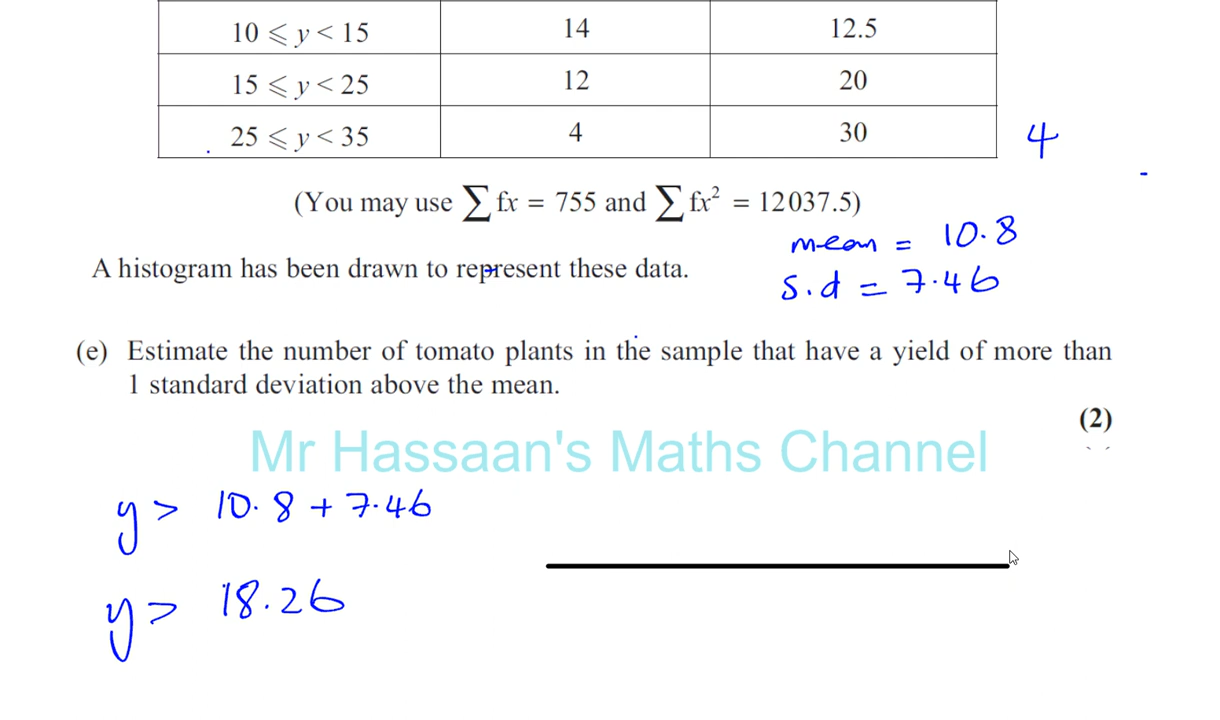 10 ⩽ y < 15 14 12.5
15 ⩽ y < 25 12 20
25 ⩽ y < 35 4 30
4
(You may use ∑ fx = 755 and ∑ fx² = 12037.5)
mean = 10.8
A histogram has been drawn to represent these data.
s.d = 7.46
(e) Estimate the number of tomato plants in the sample that have a yield of more than
1 standard deviation above the mean.
(2)
Mr Hassaan's Maths Channel
y > 10.8 + 7.46
y > 18.26